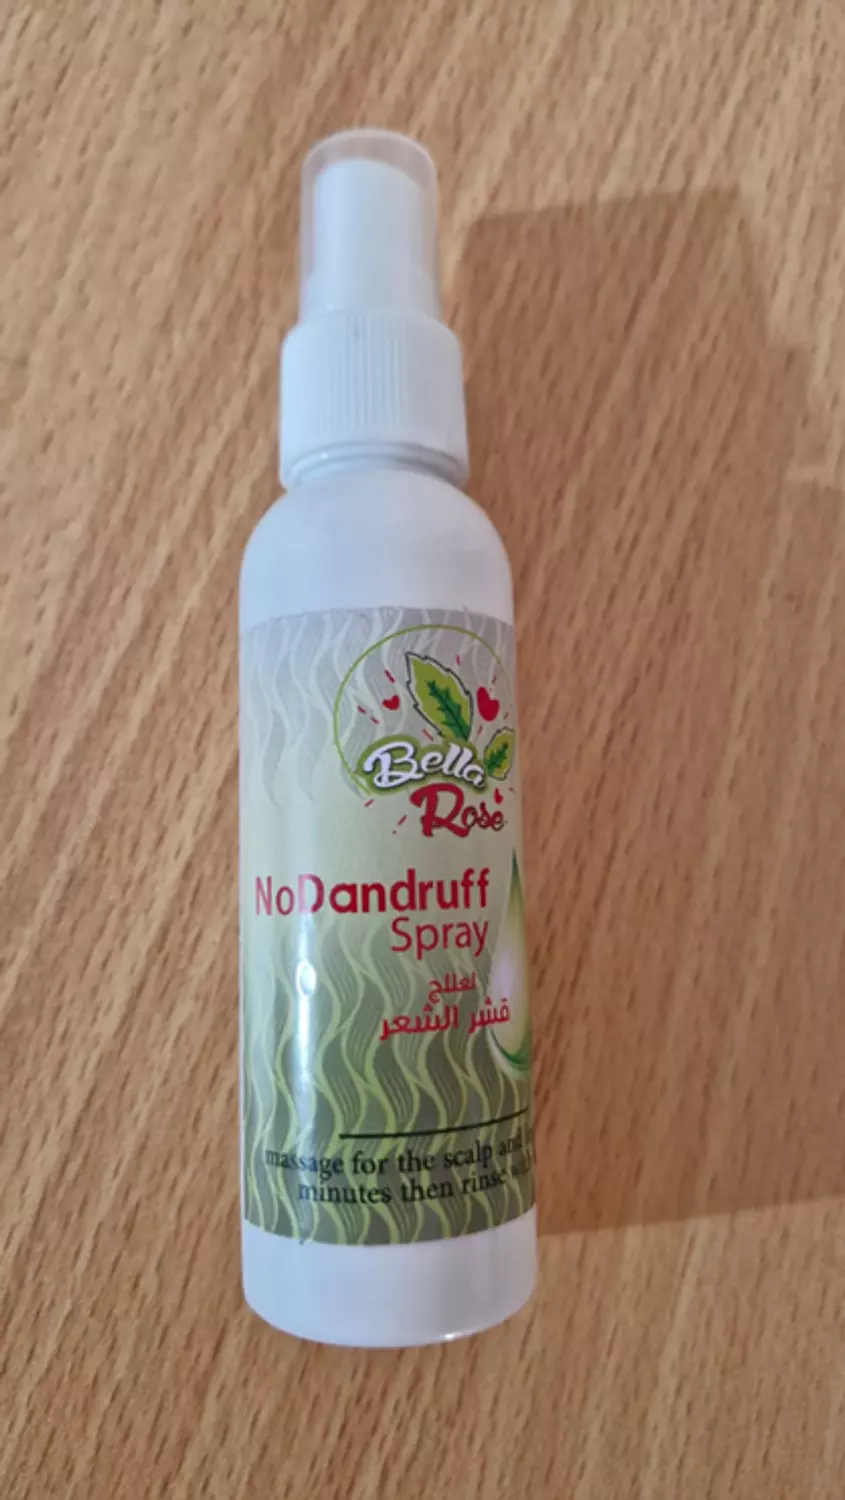 Bella
Rose
NoDandruff
Spray
لعلاج
قشر الشعر
massage for the scalp and
minutes then rinse